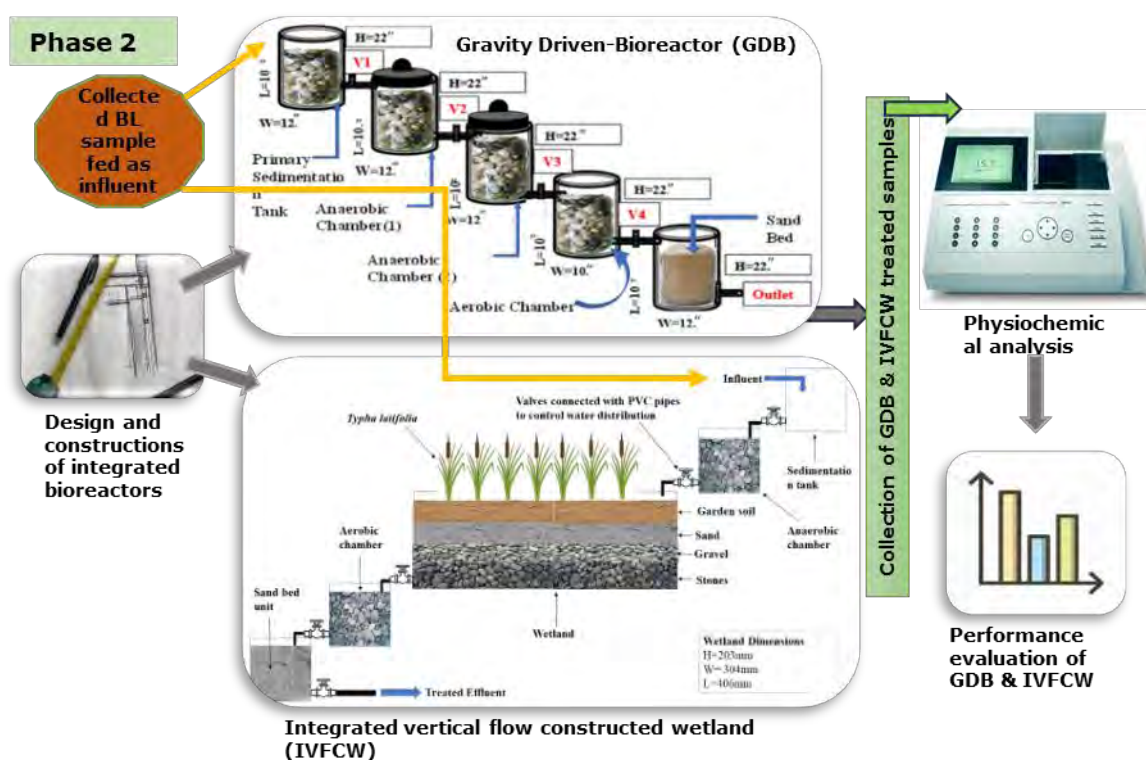 Phase 2
Collecte
d BL
sample
fed as
influent
Gravity Driven-Bioreactor (GDB)
H=22"
V1
L=10
W=12."
H=22"
V2
L=10.
W=12."
H=22"
V3
L=10
W=12"
H=22"
V4
L=10
W=10."
H=22."
Outlet
L=10
W=12."
Primary
Sedimentatio
n
Tank
Anaerobic
Chamber(1)
Anaerobic
Chamber
Aerobic Chamber
Sand
Bed
Design and
constructions
of integrated
bioreactors
Influent
Valves connected with PVC pipes
to control water distribution
Typha latifolia
Sedimentatio
n tank
Anaerobic
chamber
Garden soil
Sand
Gravel
Stones
Wetland
Aerobic
chamber
Sand bed
unit
Treated Effluent
Wetland Dimensions
H=203mm
W=304mm
L=406mm
Integrated vertical flow constructed wetland
(IVFCW)
Collection of GDB & IVFCW treated samples
Physiochemic
al analysis
Performance
evaluation of
GDB & IVFCW